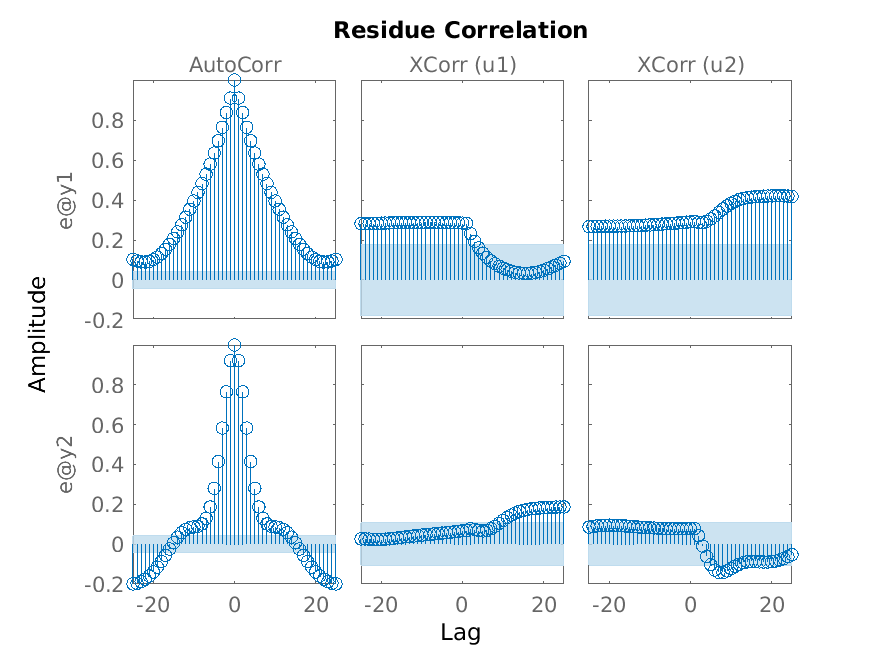 Residue Correlation
AutoCorr
XCorr (u1)
XCorr (u2)
Amplitude
e@y1
0.8
0.6
0.4
0.2
0
-0.2
e@y2
0.8
0.6
0.4
0.2
0
-0.2
-20 0 20
-20 0 20
-20 0 20
Lag